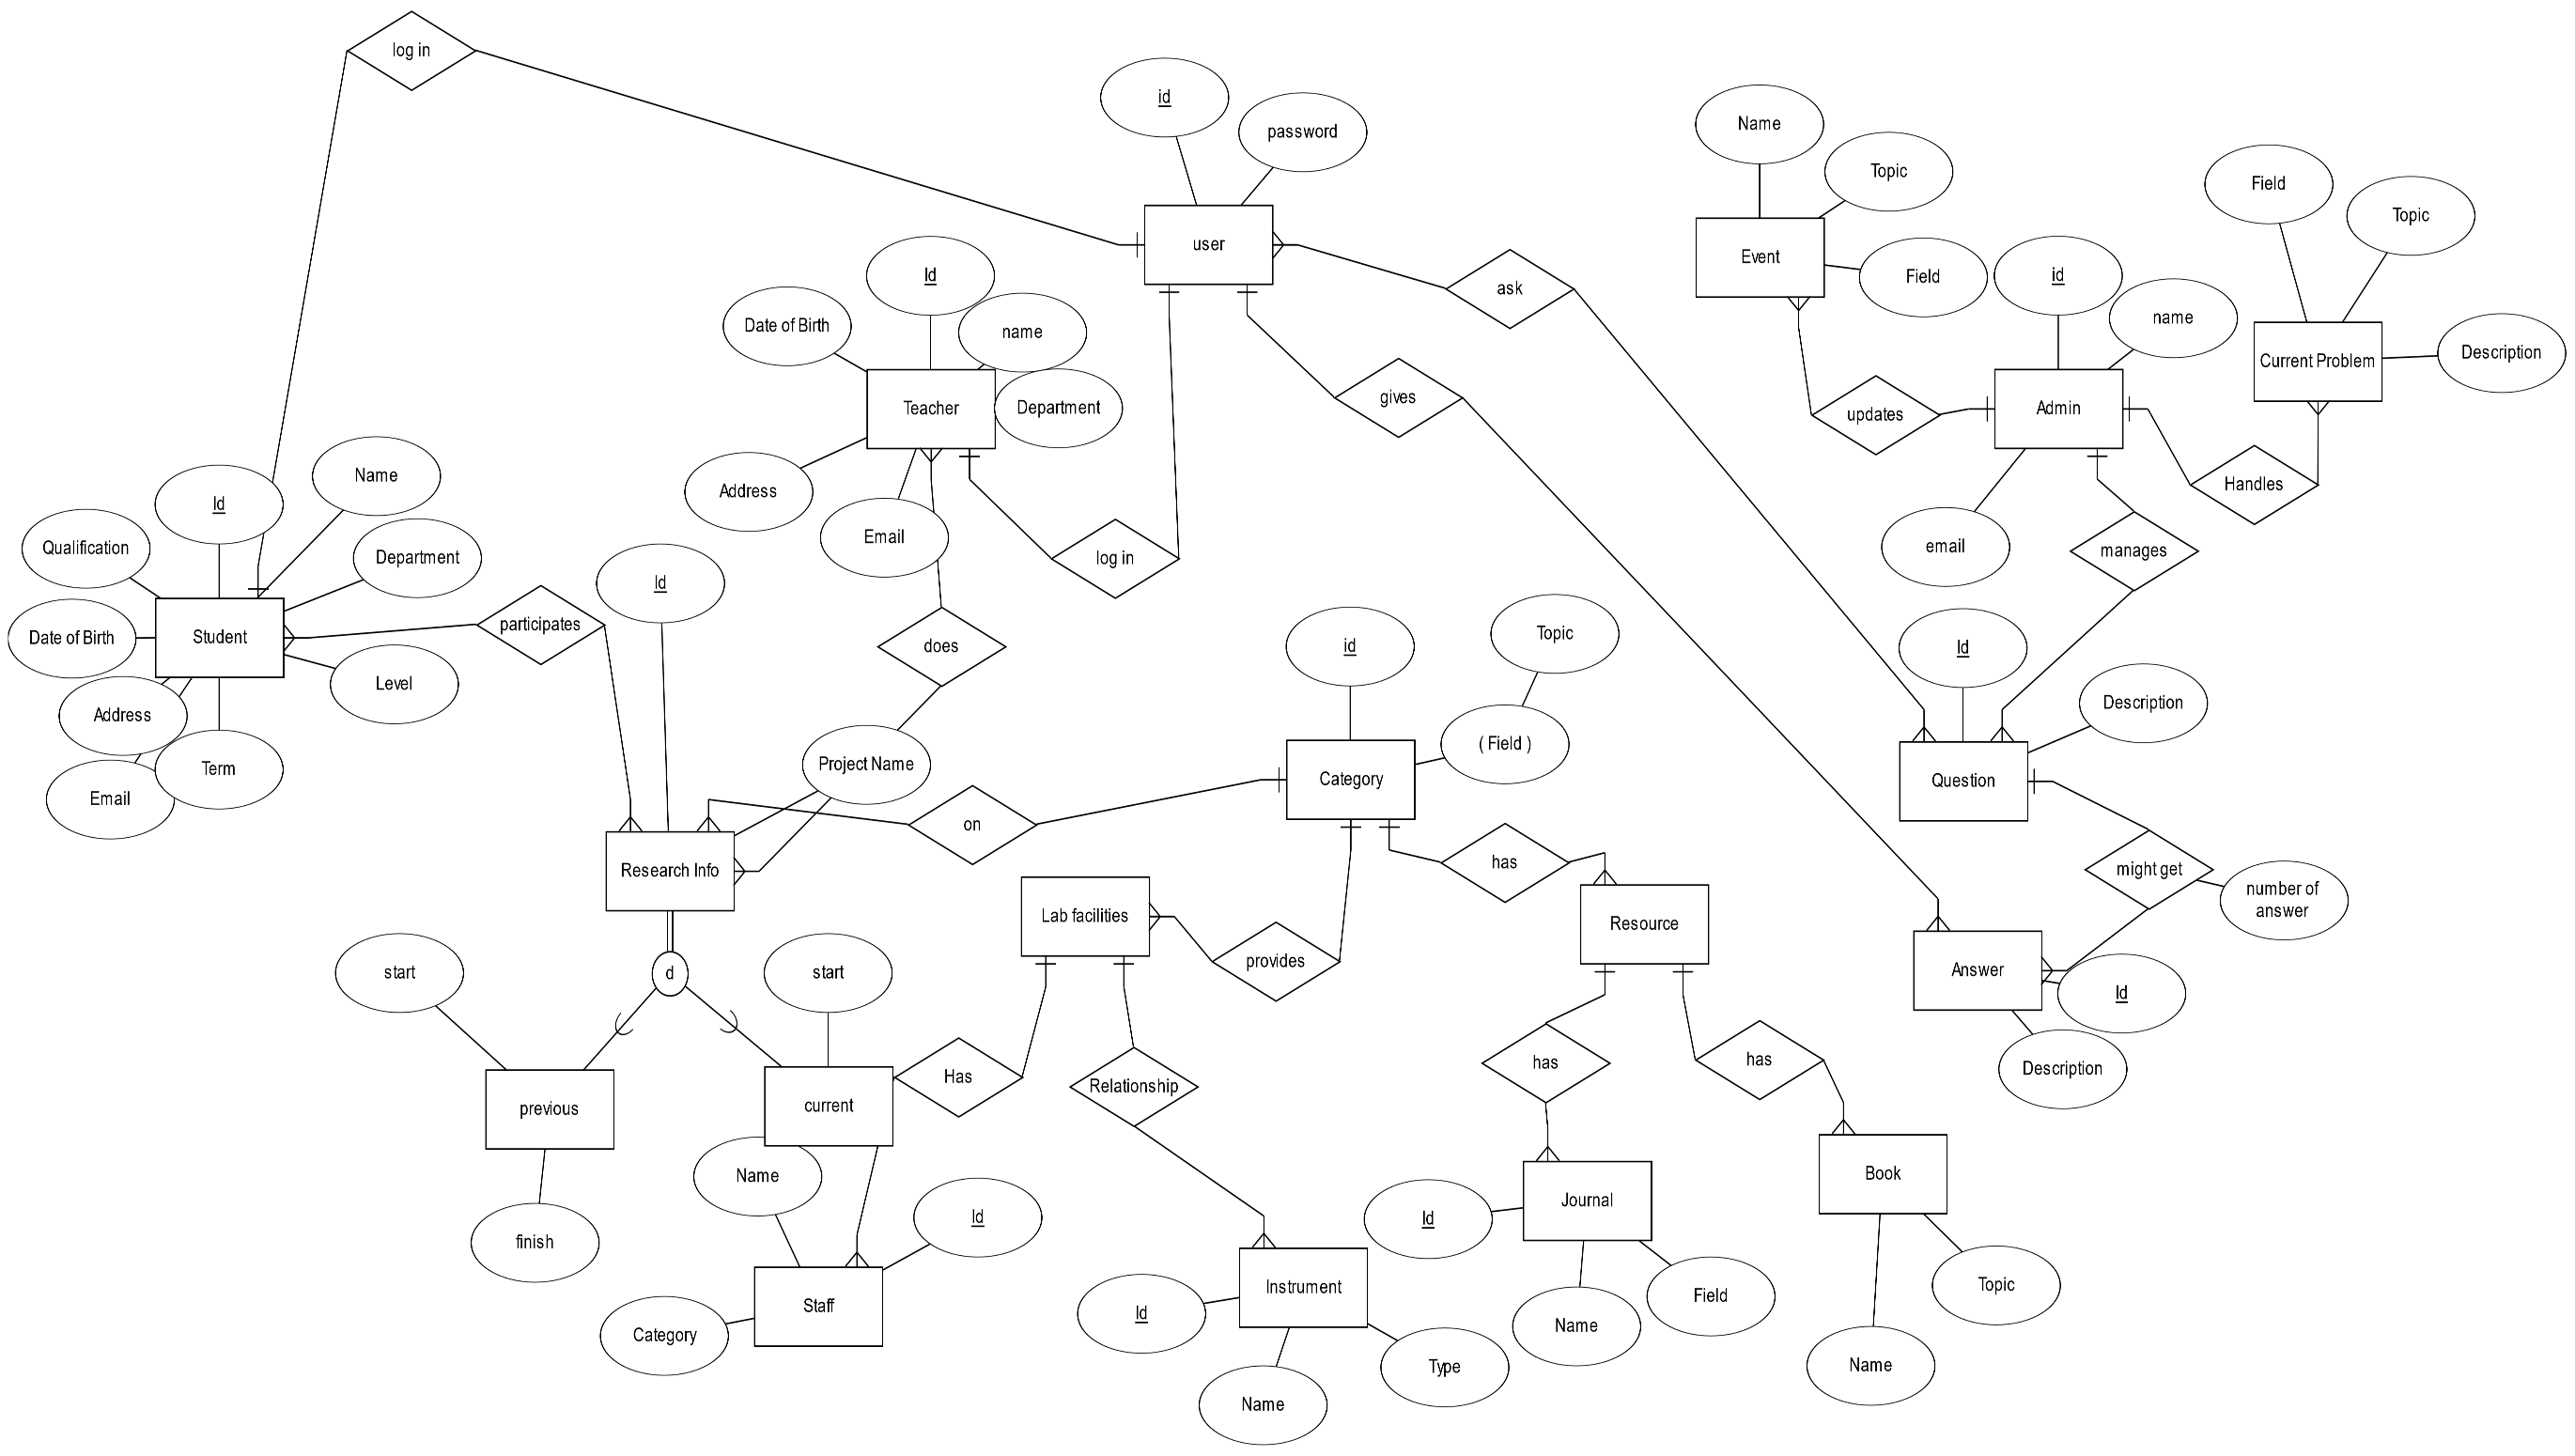 log in
id
password
user
Name
Topic
Field
Event
Field
Topic
Description
Current Problem
id
name
email
Admin
updates
Handles
manages
ask
gives
Id
name
Date of Birth
Department
Teacher
Address
Email
log in
does
Id
Name
Qualification
Department
Date of Birth
Student
Level
Address
Term
Email
participates
Id
Project Name
Research Info
on
id
Topic
( Field )
Category
Id
Description
Question
might get
number of
answer
Answer
Id
Description
has
Resource
Lab facilities
provides
d
start
previous
finish
start
current
Has
Relationship
has
has
Name
Id
Staff
Category
Id
Instrument
Name
Type
Id
Journal
Name
Field
Book
Topic
Name